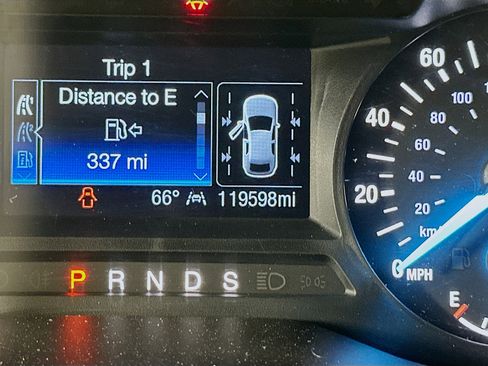 Trip 1
Distance to E
337 mi
66° 119598mi
P R N D S
60
40
20
0 MPH
100
80
60
40
20
km/
E